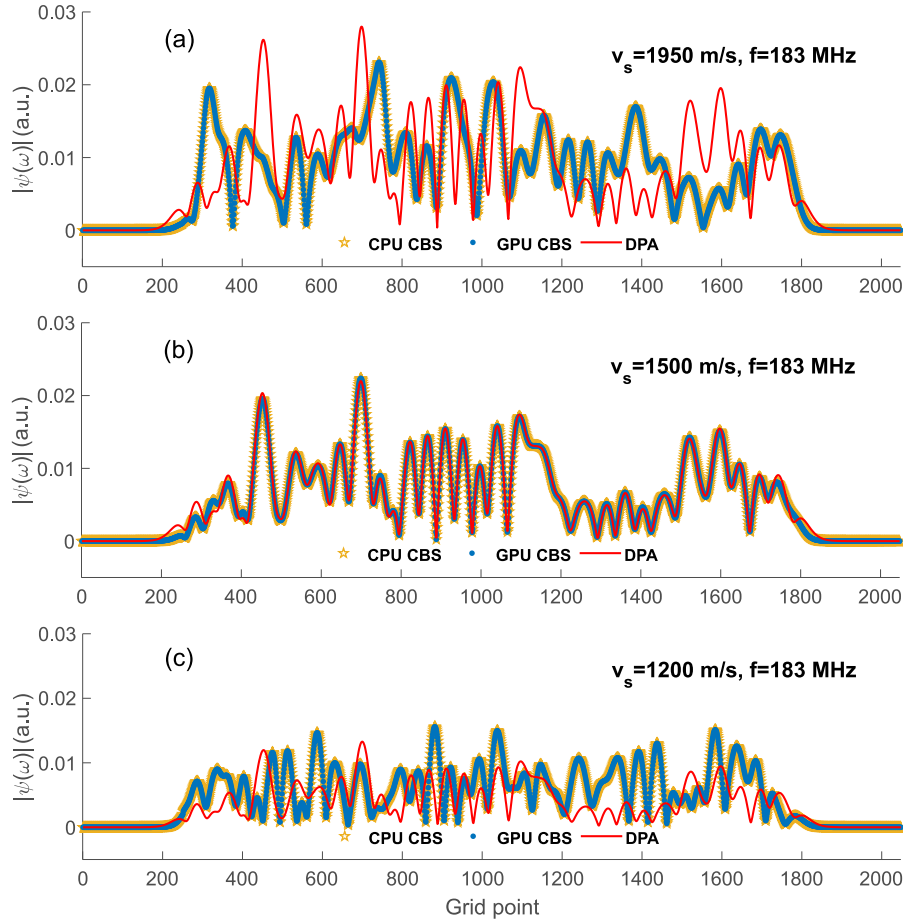 0.03
(a)
v_s=1950 m/s, f=183 MHz
0.02
|ψ(ω)| (a.u.)
0.01
0
CPU CBS GPU CBS DPA
0 200 400 600 800 1000 1200 1400 1600 1800 2000
0.03
(b)
v_s=1500 m/s, f=183 MHz
0.02
|ψ(ω)| (a.u.)
0.01
0
CPU CBS GPU CBS DPA
0 200 400 600 800 1000 1200 1400 1600 1800 2000
0.03
(c)
v_s=1200 m/s, f=183 MHz
0.02
|ψ(ω)| (a.u.)
0.01
0
CPU CBS GPU CBS DPA
0 200 400 600 800 1000 1200 1400 1600 1800 2000
Grid point